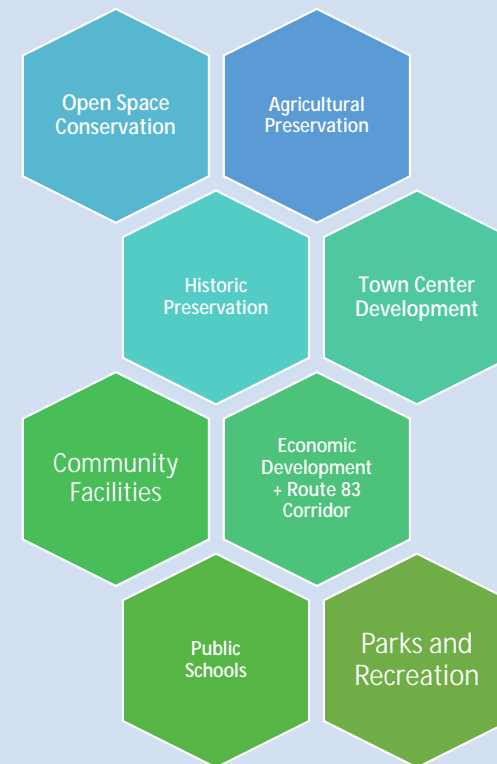 Open Space
Conservation
Agricultural
Preservation
Historic
Preservation
Town Center
Development
Community
Facilities
Economic
Development
+ Route 83
Corridor
Public
Schools
Parks and
Recreation